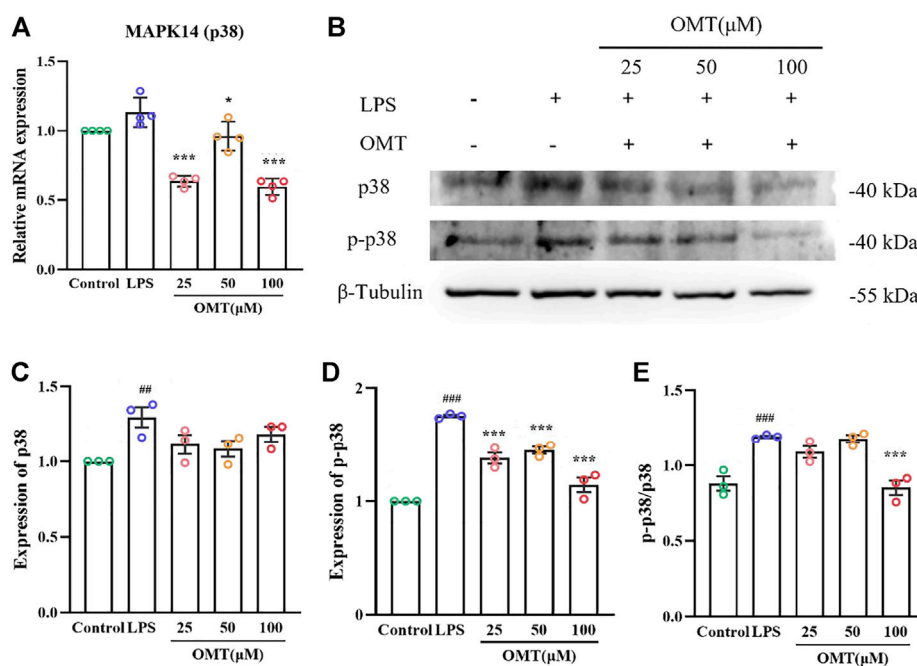 A
MAPK14 (p38)
Relative mRNA expression
1.5
1.0
0.5
0.0
***
*
***
Control LPS 25 50 100
OMT(μM)
B
OMT(μM)
25 50 100
LPS - + + + +
OMT - - + + +
p38 -40 kDa
p-p38 -40 kDa
β-Tubulin -55 kDa
C
Expression of p38
1.5
1.0
0.5
0.0
##
Control LPS 25 50 100
OMT(μM)
D
Expression of p-p38
2
1
0
###
***
***
***
Control LPS 25 50 100
OMT(μM)
E
p-p38/p38
1.5
1.0
0.5
0.0
###
***
Control LPS 25 50 100
OMT(μM)